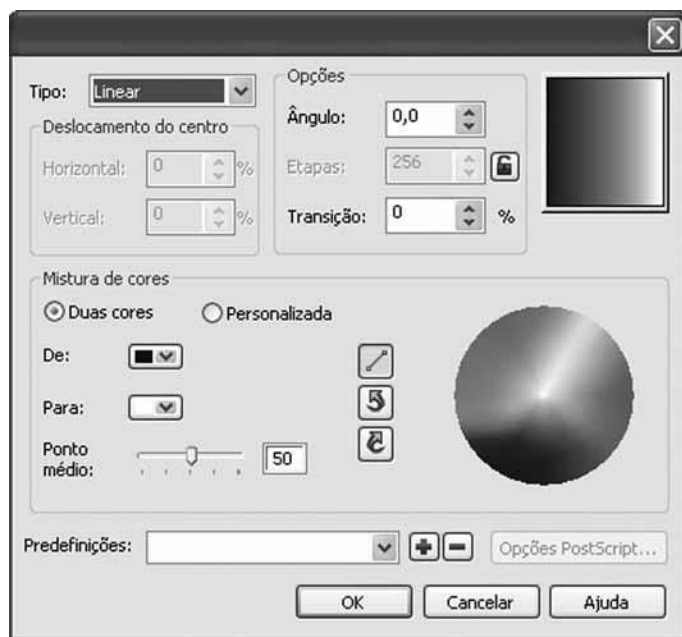 Tipo: Linear
Deslocamento do centro
Horizontal: 0 %
Vertical: 0 %
Opções
Ângulo: 0,0
Etapas: 256
Transição: 0 %
Mistura de cores
Duas cores Personalizada
De:
Para:
Ponto
médio: 50
Predefinições:
Opções PostScript...
OK Cancelar Ajuda